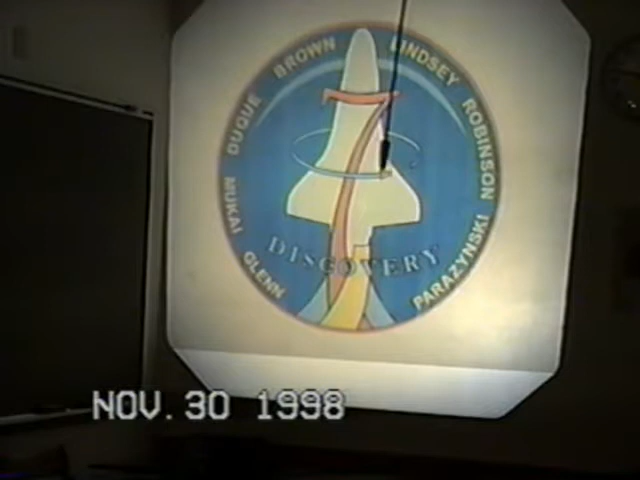 BROWN
LINDSEY
ROBINSON
PARAZYNSKI
GLENN
MUKAI
DUQUE
7
DISCOVERY
NOV. 30 1998